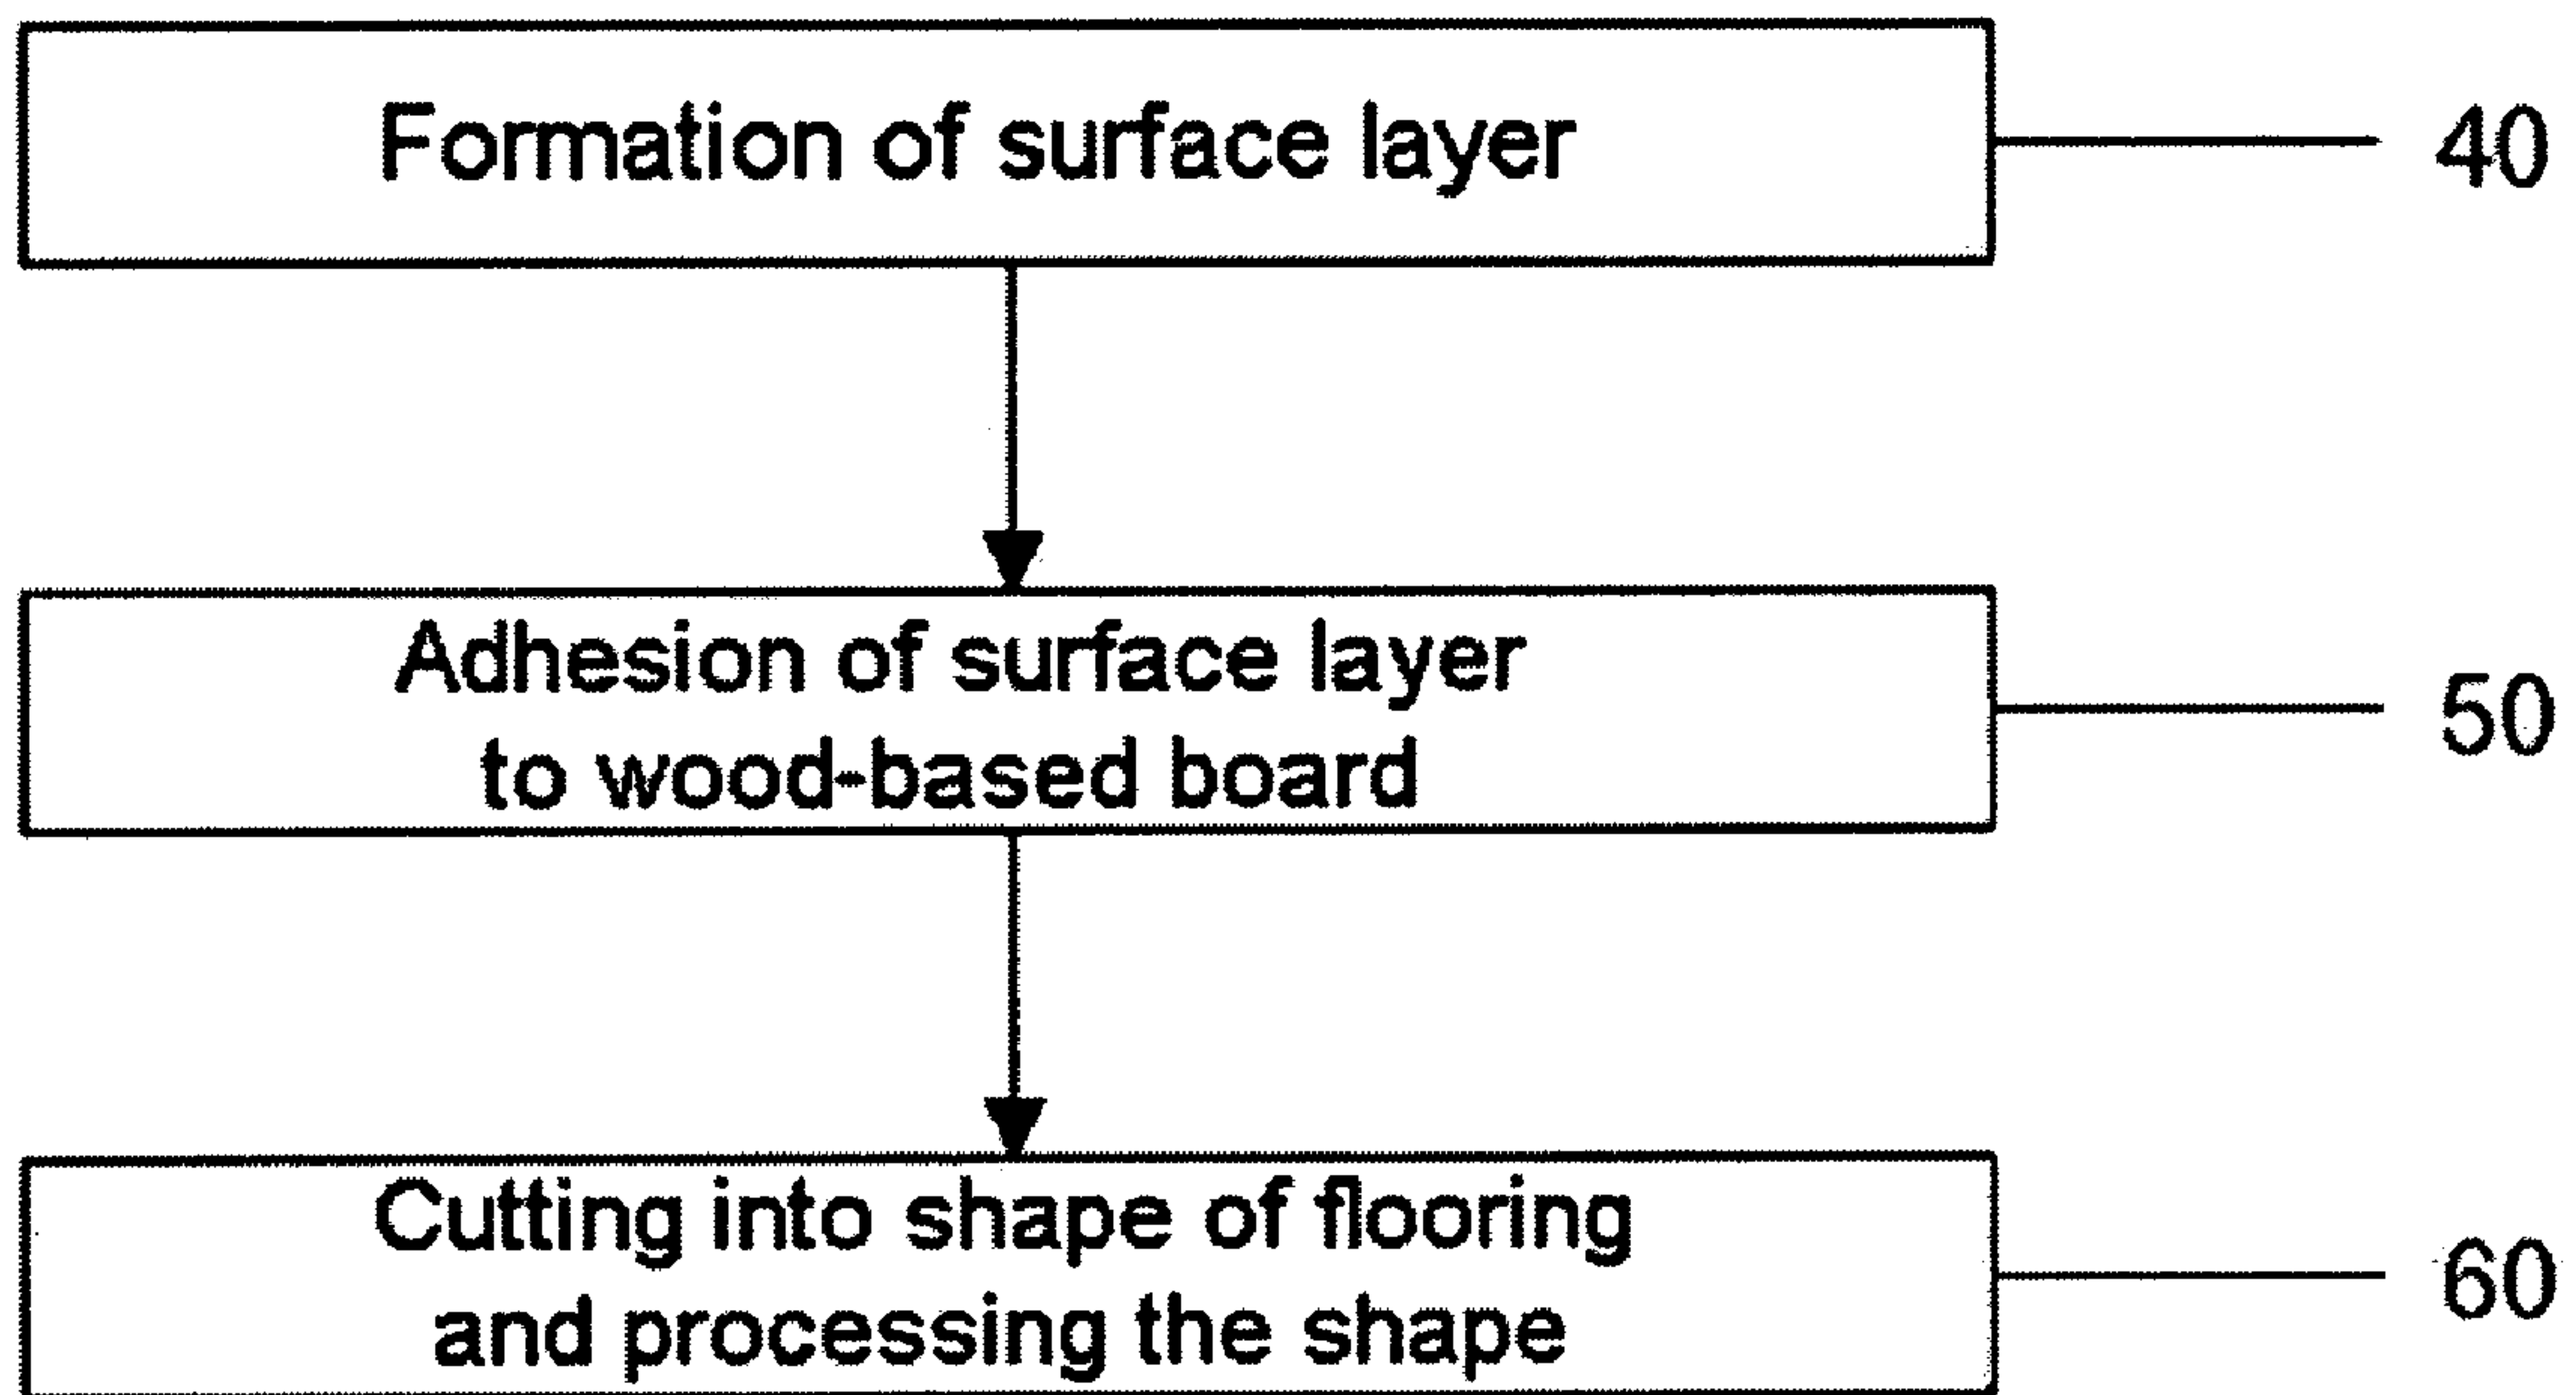 Formation of surface layer
40
Adhesion of surface layer
to wood-based board
50
Cutting into shape of flooring
and processing the shape
60